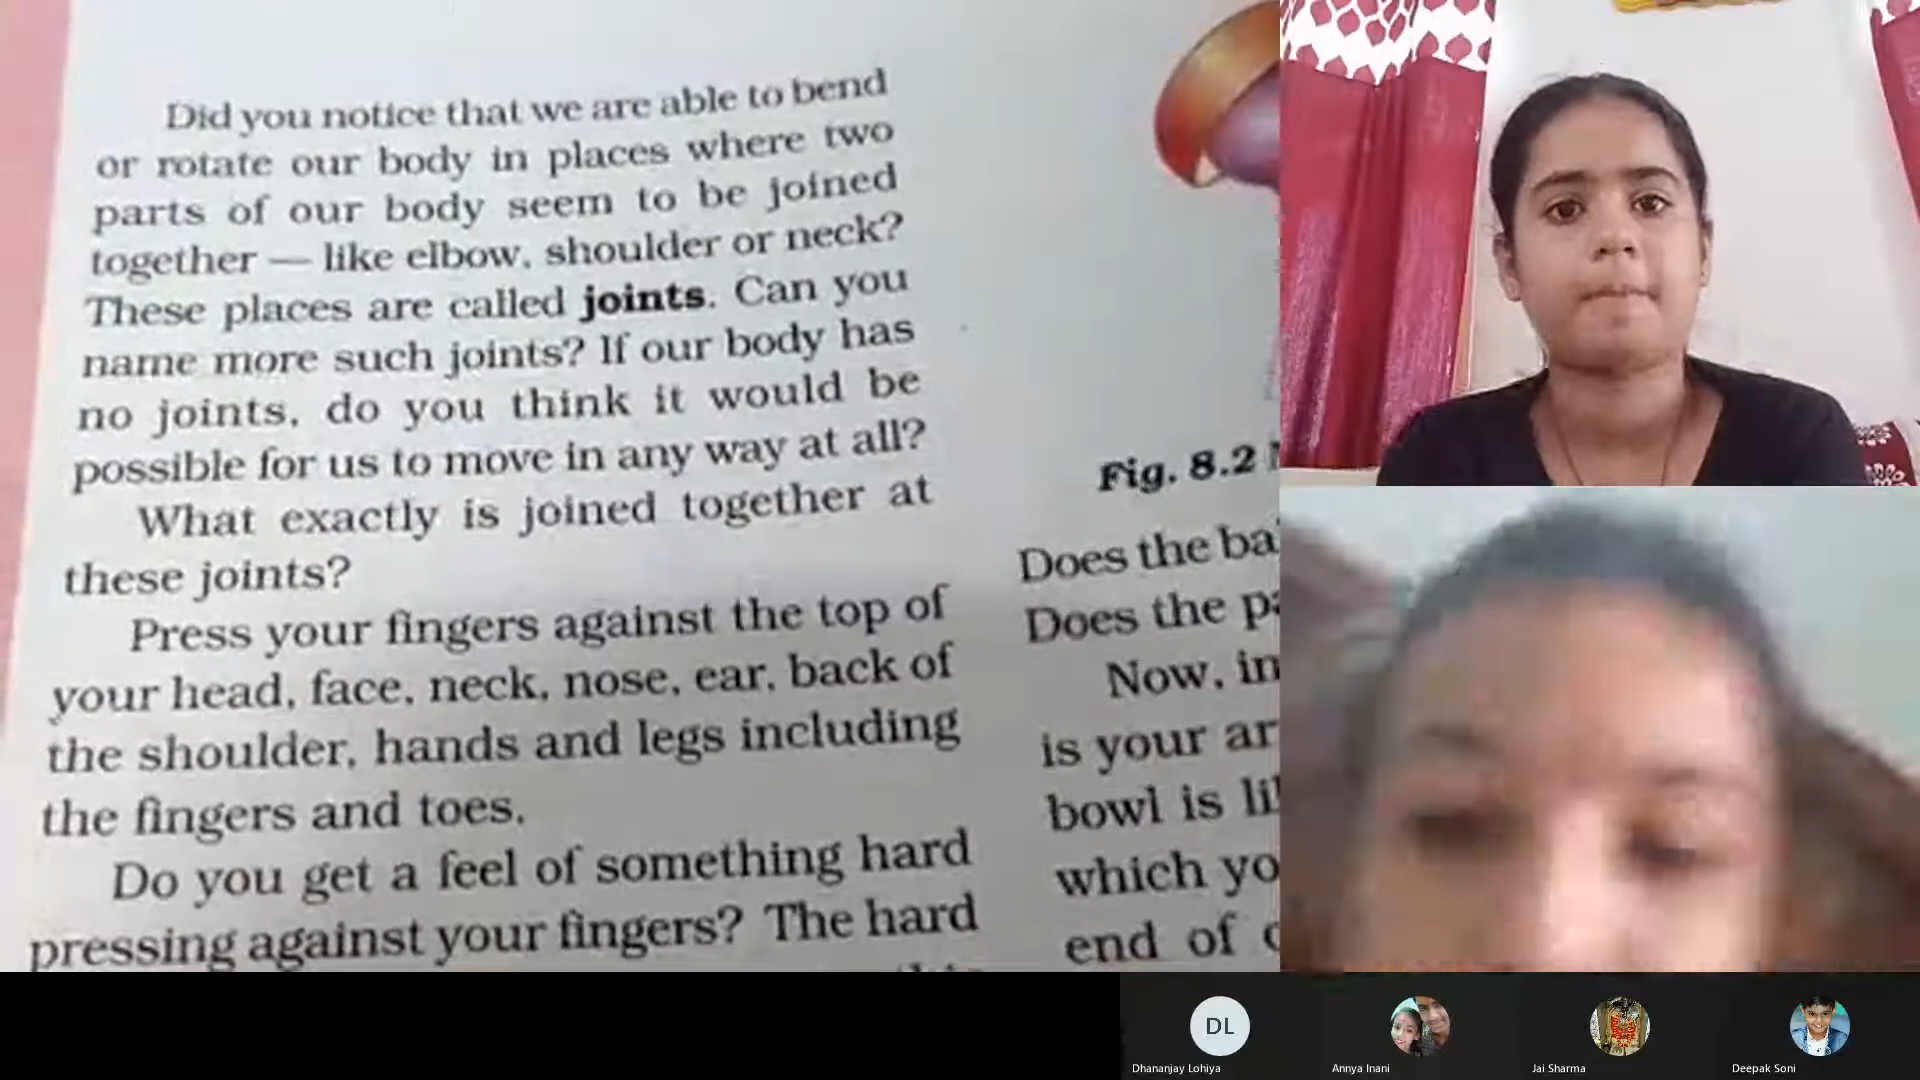 Did you notice that we are able to bend
or rotate our body in places where two
parts of our body seem to be joined
together — like elbow, shoulder or neck?
These places are called joints. Can you
name more such joints? If our body has
no joints, do you think it would be
possible for us to move in any way at all?
What exactly is joined together at
these joints?
Press your fingers against the top of
your head, face, neck, nose, ear, back of
the shoulder, hands and legs including
the fingers and toes.
Do you get a feel of something hard
pressing against your fingers? The hard
Fig. 8.2
Does the
Does the
Now, in
is your
bowl is
which
end of
DL
Dhananjay Lohiya
Annya Inani
Jai Sharma
Deepak Soni